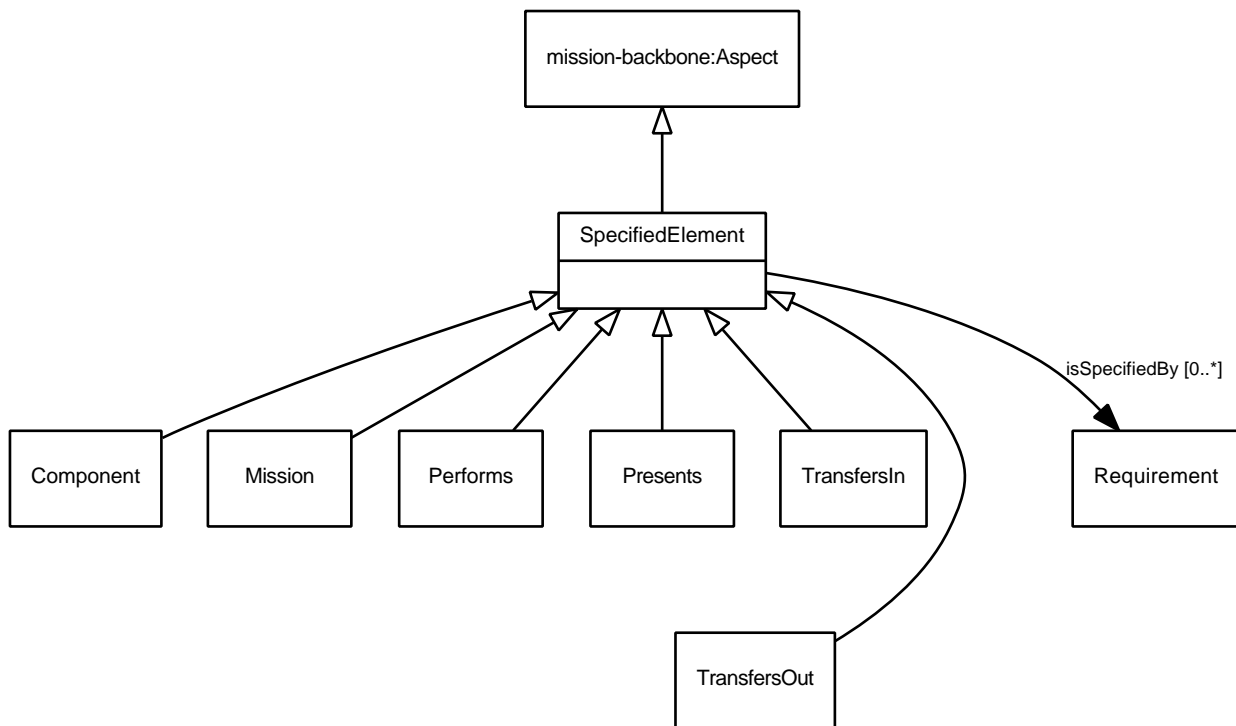 mission-backbone:Aspect
SpecifiedElement
isSpecifiedBy [0..*]
Component
Mission
Performs
Presents
TransfersIn
Requirement
TransfersOut